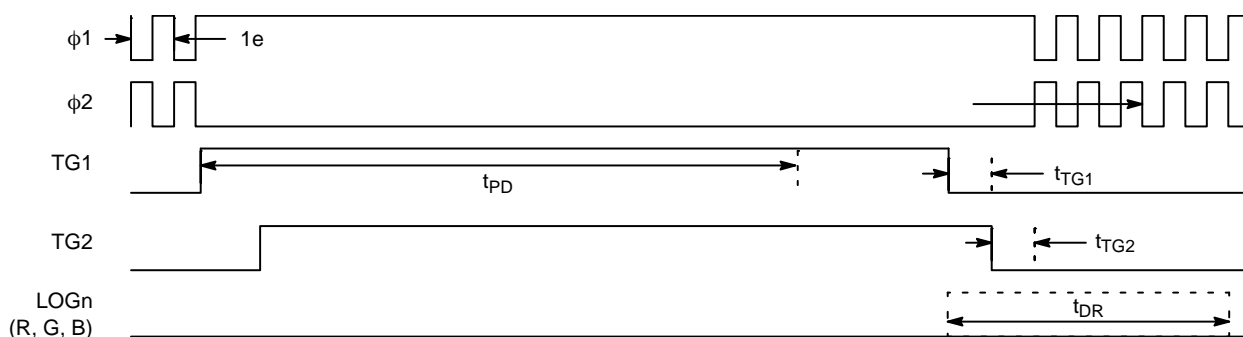 ϕ1
1e
ϕ2
TG1
tPD
tTG1
TG2
tTG2
LOGn
(R, G, B)
tDR